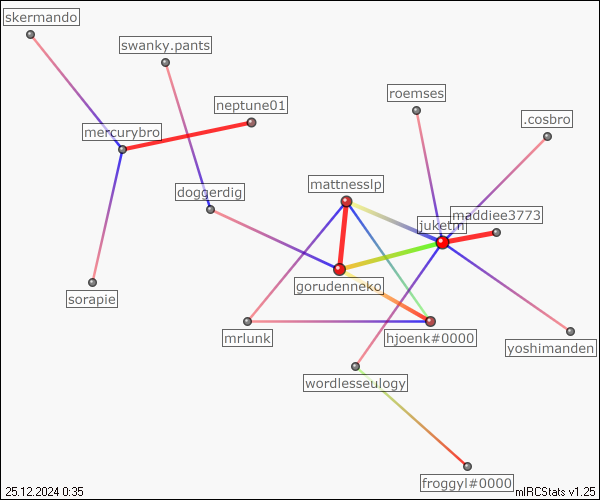 skermando
swanky.pants
neptune01
roemses
.cosbro
mercurybro
mattnesslp
doggerdig
maddiee3773
juketni
gorudenneko
sorapie
mrlunk
hjoenk#0000
yoshimanden
wordlesseulogy
froggyl#0000
25.12.2024 0:35
mIRCStats v1.25